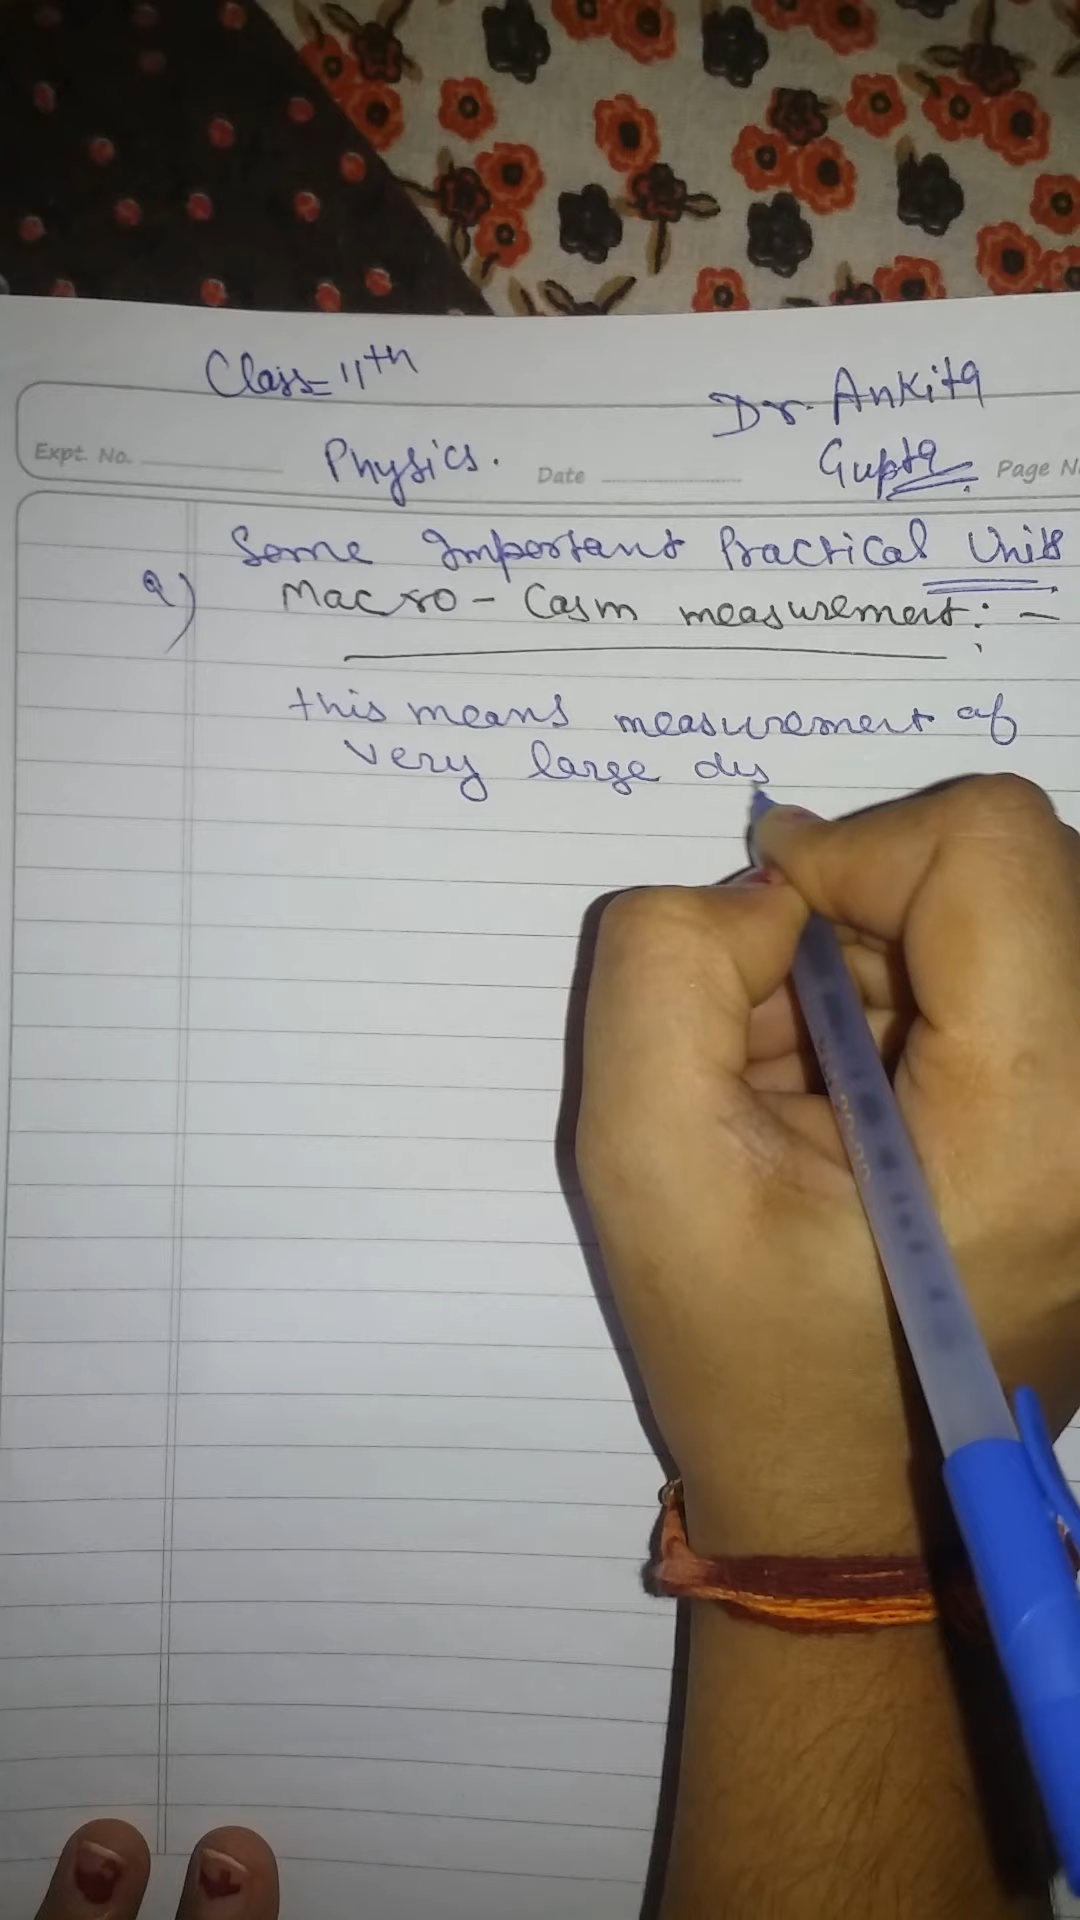 Class = 11th
Dr. Ankita
Expt. No. Physics. Date Gupta Page N
Some Important Practical Units
a) Macro - Casm measurement : -
this means measurement of
very large dis